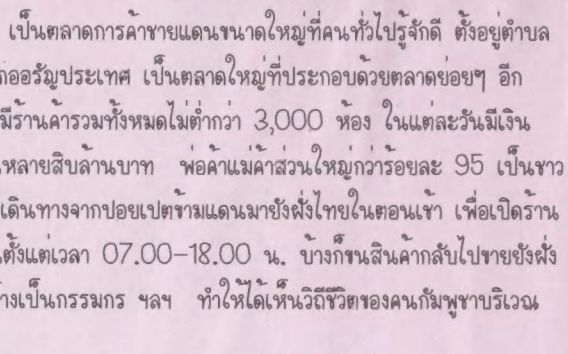 เป็นตลาดการค้าชายแดนขนาดใหญ่ที่คนทั่วไปรู้จักดี ตั้งอยู่ตำบล
กออรัญประเทศ เป็นตลาดใหญ่ที่ประกอบด้วยตลาดย่อยๆ อีก
มีร้านค้ารวมทั้งหมดไม่ต่ำกว่า 3,000 ห้อง ในแต่ละวันมีเงิน
หลายสิบล้านบาท พ่อค้าแม่ค้าส่วนใหญ่กว่าร้อยละ 95 เป็นชาว
เดินทางจากปอยเปตข้ามแดนมายังฝั่งไทยในตอนเช้า เพื่อเปิดร้าน
ตั้งแต่เวลา 07.00-18.00 น. บ้างก็ขนสินค้ากลับไปขายยังฝั่ง
างเป็นกรรมกร ฯลฯ ทำให้ได้เห็นวิถีชีวิตของคนกัมพูชาบริเวณ